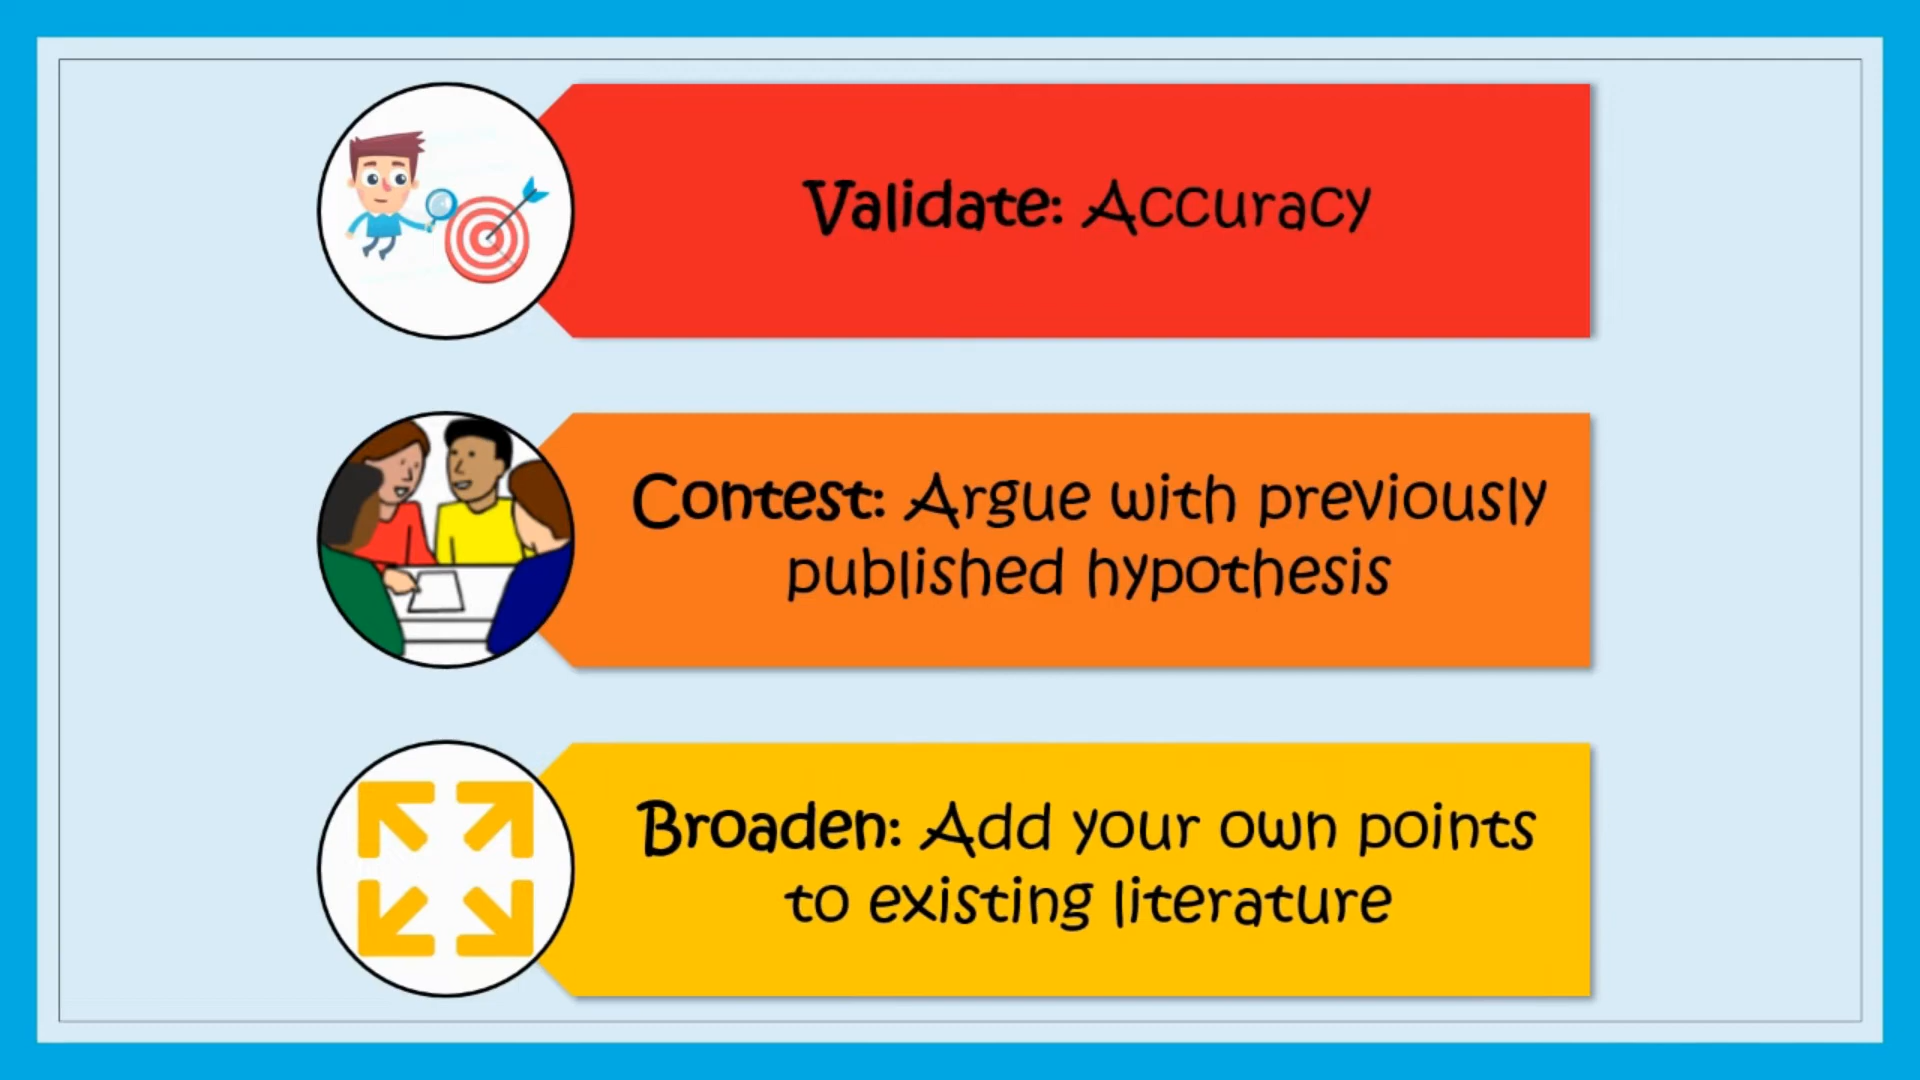 Validate: Accuracy
Contest: Argue with previously
published hypothesis
Broaden: Add your own points
to existing literature